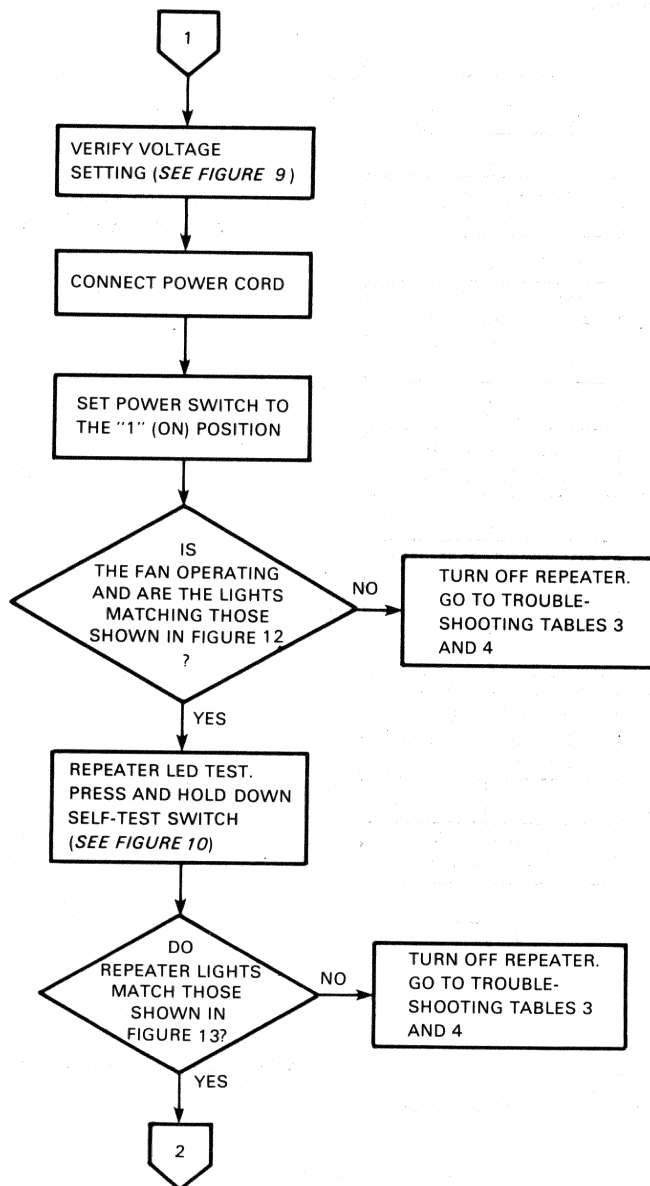 1
VERIFY VOLTAGE
SETTING (SEE FIGURE 9)
CONNECT POWER CORD
SET POWER SWITCH TO
THE "1" (ON) POSITION
IS
THE FAN OPERATING
AND ARE THE LIGHTS
MATCHING THOSE
SHOWN IN FIGURE 12
?
NO
TURN OFF REPEATER.
GO TO TROUBLE-
SHOOTING TABLES 3
AND 4
YES
REPEATER LED TEST.
PRESS AND HOLD DOWN
SELF-TEST SWITCH
(SEE FIGURE 10)
DO
REPEATER LIGHTS
MATCH THOSE
SHOWN IN
FIGURE 13?
NO
TURN OFF REPEATER.
GO TO TROUBLE-
SHOOTING TABLES 3
AND 4
YES
2